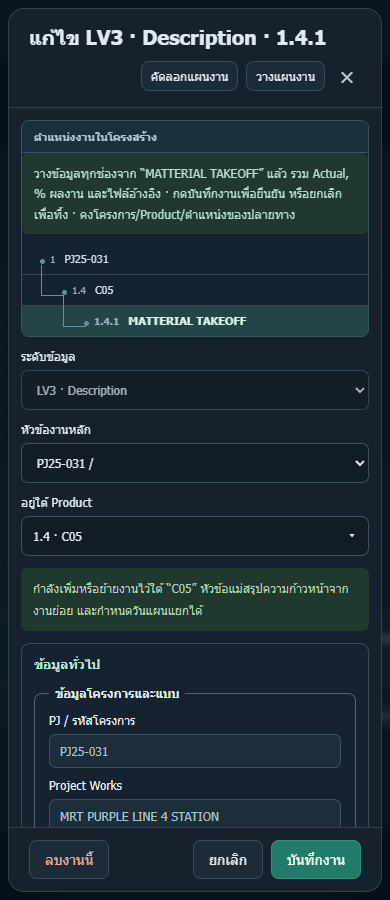 แก้ไข LV3 · Description · 1.4.1
คัดลอกแผนงาน
วางแผนงาน
ตำแหน่งงานในโครงสร้าง
วางข้อมูลทุกช่องจาก “MATTERIAL TAKEOFF” แล้ว รวม Actual,
% ผลงาน และไฟล์อ้างอิง · กดบันทึกงานเพื่อยืนยัน หรือยกเลิก
เพื่อทิ้ง · คงโครงการ/Product/ตำแหน่งของปลายทาง
1 PJ25-031
1.4 C05
1.4.1 MATTERIAL TAKEOFF
ระดับข้อมูล
LV3 · Description
หัวข้องานหลัก
PJ25-031 /
อยู่ใต้ Product
1.4 · C05
กำลังเพิ่มหรือย้ายงานไว้ใต้ “C05” หัวข้อแม่สรุปความก้าวหน้าจาก
งานย่อย และกำหนดวันแผนแยกได้
ข้อมูลทั่วไป
ข้อมูลโครงการและแบบ
PJ / รหัสโครงการ
PJ25-031
Project Works
MRT PURPLE LINE 4 STATION
ลบงานนี้
ยกเลิก
บันทึกงาน